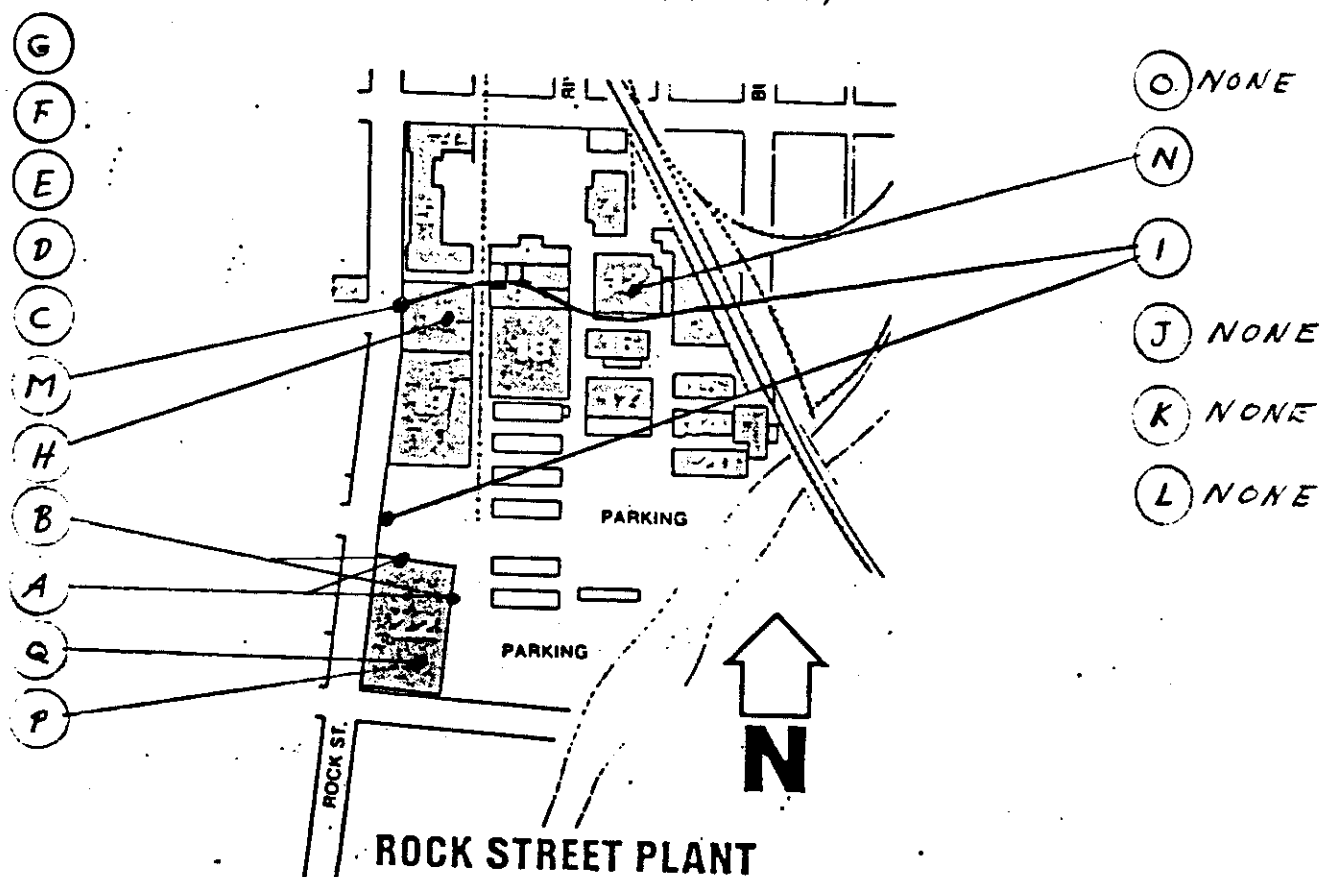 G
F
E
D
C
M
H
B
A
Q
P
O NONE
N
I
J NONE
K NONE
L NONE
PARKING
PARKING
ROCK ST.
N
ROCK STREET PLANT